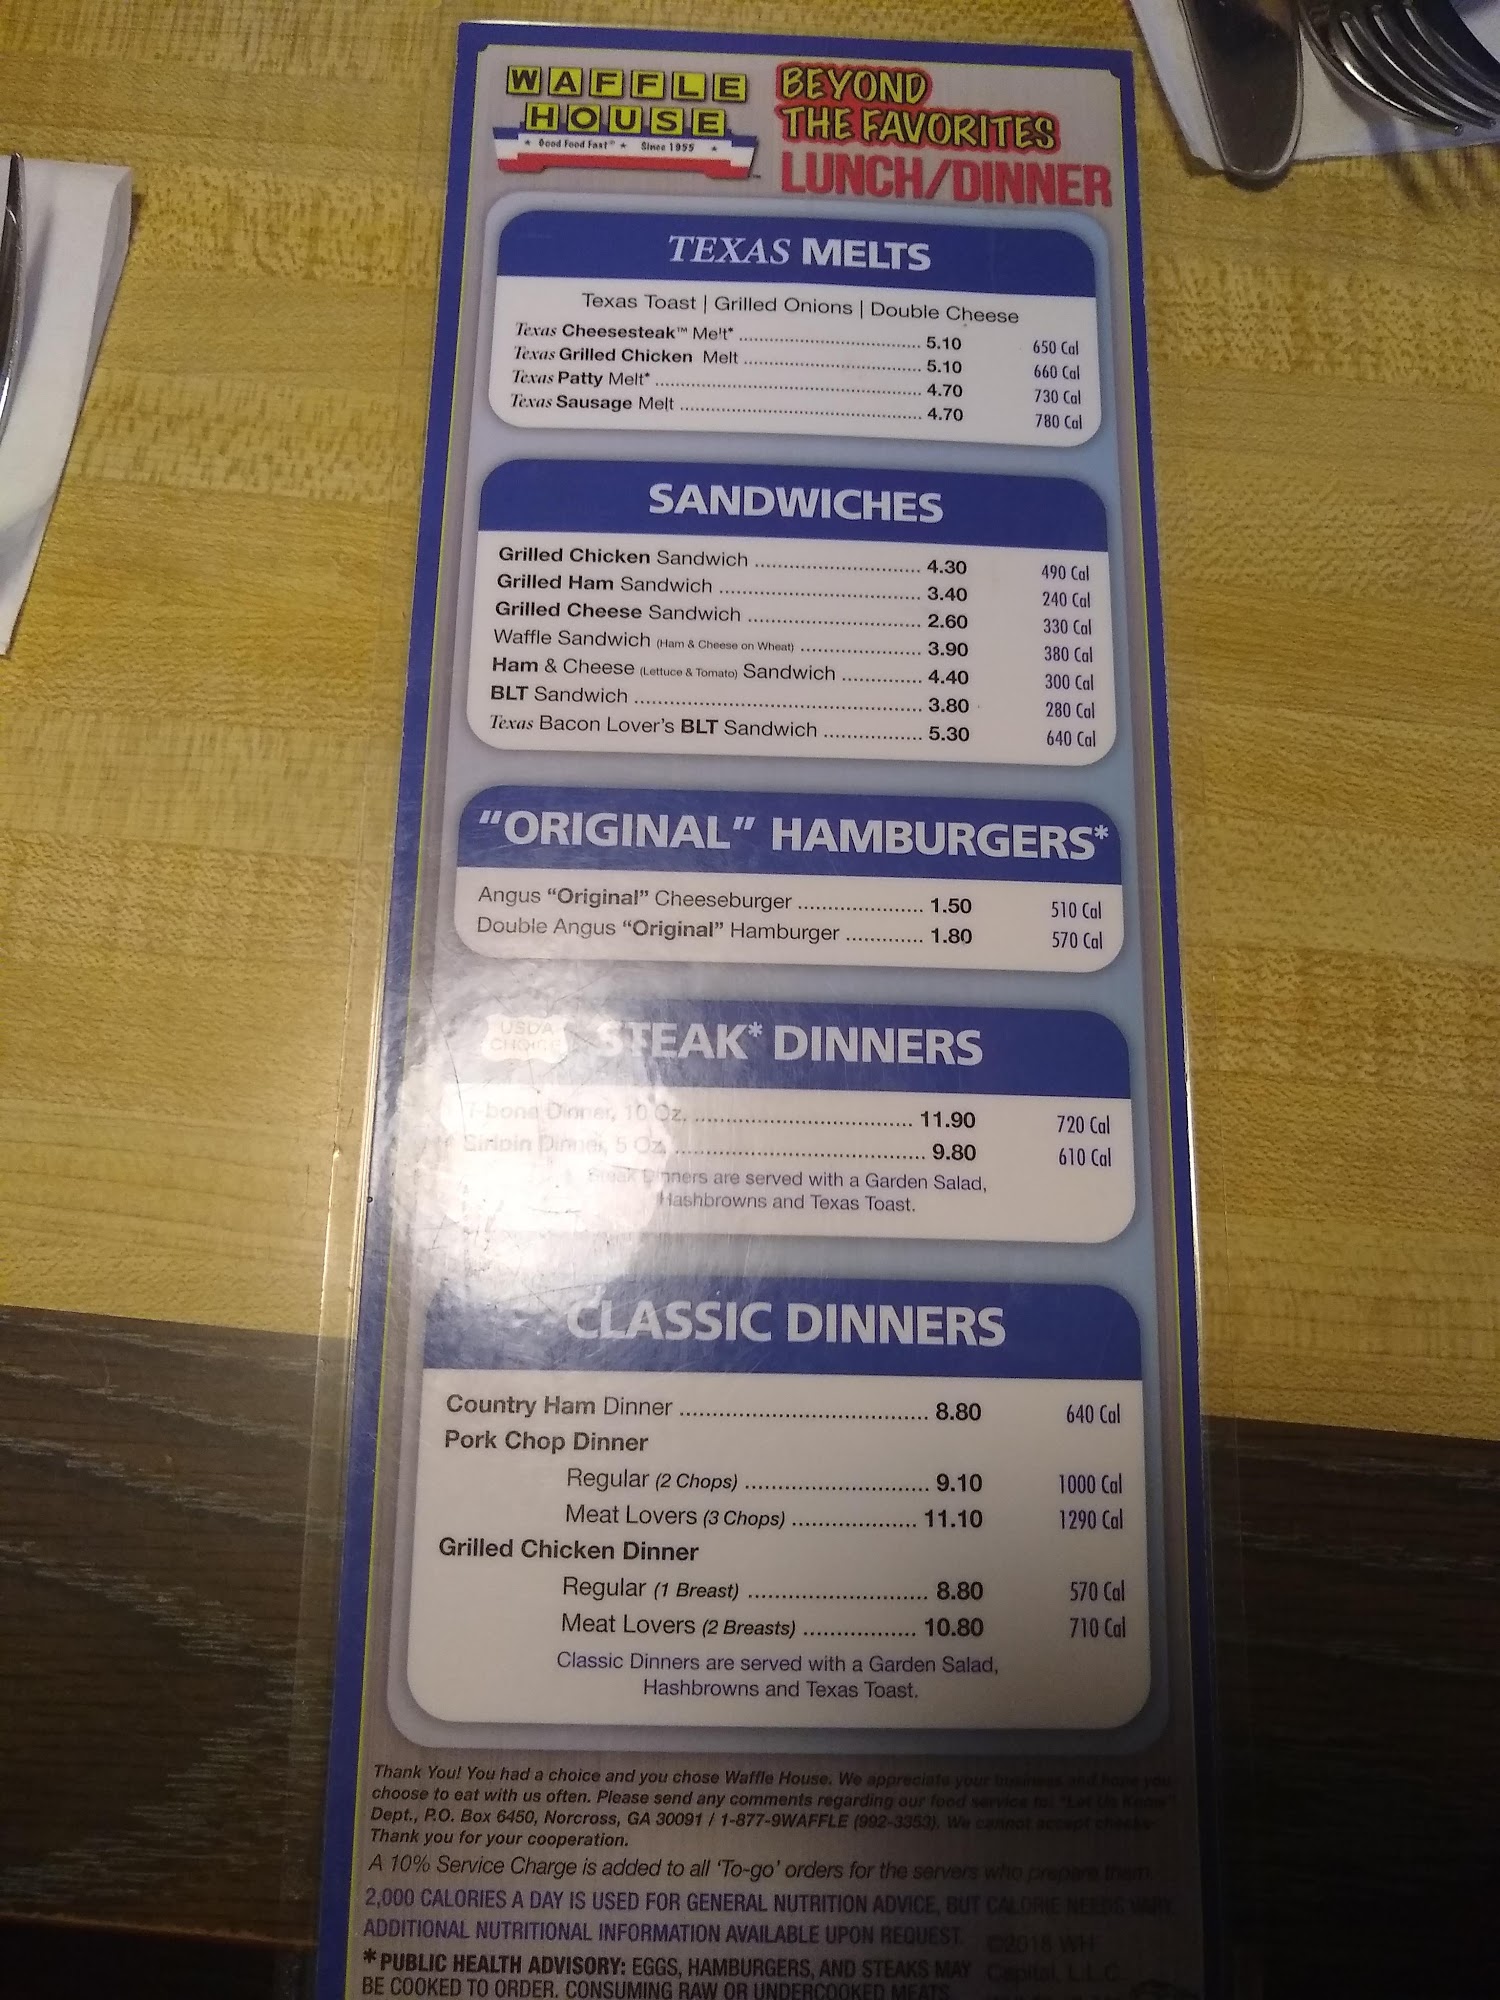 WAFFLE
HOUSE
★ Good Food Fast® ★ Since 1955 ★
BEYOND
THE FAVORITES
LUNCH/DINNER
TEXAS MELTS
Texas Toast | Grilled Onions | Double Cheese
Texas Cheesesteak™ Melt* ........ 5.10 650 Cal
Texas Grilled Chicken Melt ........ 5.10 660 Cal
Texas Patty Melt* ........ 4.70 730 Cal
Texas Sausage Melt ........ 4.70 780 Cal
SANDWICHES
Grilled Chicken Sandwich ........ 4.30 490 Cal
Grilled Ham Sandwich ........ 3.40 240 Cal
Grilled Cheese Sandwich ........ 2.60 330 Cal
Waffle Sandwich (Ham & Cheese on Wheat) ........ 3.90 380 Cal
Ham & Cheese (Lettuce & Tomato) Sandwich ........ 4.40 300 Cal
BLT Sandwich ........ 3.80 280 Cal
Texas Bacon Lover's BLT Sandwich ........ 5.30 640 Cal
"ORIGINAL" HAMBURGERS*
Angus "Original" Cheeseburger ........ 1.50 510 Cal
Double Angus "Original" Hamburger ........ 1.80 570 Cal
USDA
CHOICE
STEAK* DINNERS
T-bone Dinner, 10 Oz. ........ 11.90 720 Cal
Sirloin Dinner, 5 Oz. ........ 9.80 610 Cal
Steak Dinners are served with a Garden Salad,
Hashbrowns and Texas Toast.
CLASSIC DINNERS
Country Ham Dinner ........ 8.80 640 Cal
Pork Chop Dinner
Regular (2 Chops) ........ 9.10 1000 Cal
Meat Lovers (3 Chops) ........ 11.10 1290 Cal
Grilled Chicken Dinner
Regular (1 Breast) ........ 8.80 570 Cal
Meat Lovers (2 Breasts) ........ 10.80 710 Cal
Classic Dinners are served with a Garden Salad,
Hashbrowns and Texas Toast.
Thank You! You had a choice and you chose Waffle House. We appreciate your business and hope you
choose to eat with us often. Please send any comments regarding our food service to: "Let Us Know"
Dept., P.O. Box 6450, Norcross, GA 30091 / 1-877-9WAFFLE (992-3353). We cannot accept checks.
Thank you for your cooperation.
A 10% Service Charge is added to all 'To-go' orders for the servers who prepare them.
2,000 CALORIES A DAY IS USED FOR GENERAL NUTRITION ADVICE, BUT CALORIE NEEDS VARY.
ADDITIONAL NUTRITIONAL INFORMATION AVAILABLE UPON REQUEST.
©2018 WH
Capital, L.L.C.
*PUBLIC HEALTH ADVISORY: EGGS, HAMBURGERS, AND STEAKS MAY
BE COOKED TO ORDER. CONSUMING RAW OR UNDERCOOKED MEATS,